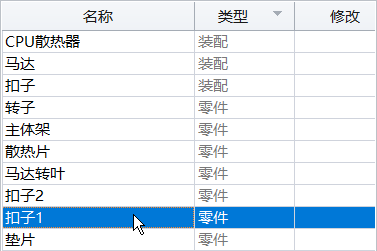 名称 类型 修改
CPU散热器 装配
马达 装配
扣子 装配
转子 零件
主体架 零件
散热片 零件
马达转叶 零件
扣子2 零件
扣子1 零件
垫片 零件